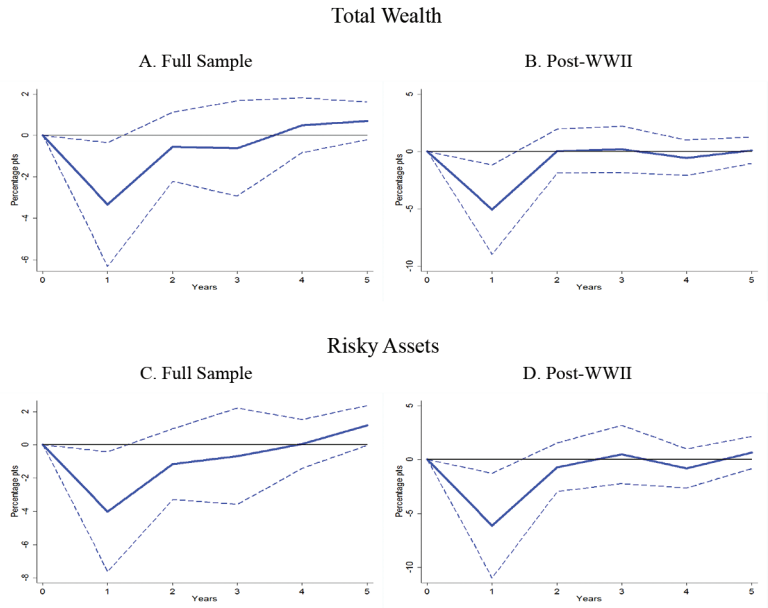 Total Wealth
A. Full Sample
B. Post-WWII
Percentage pts
2
0
-2
-4
-6
0 1 2 3 4 5
Years
Percentage pts
5
0
-5
-10
0 1 2 3 4 5
Years
Risky Assets
C. Full Sample
D. Post-WWII
Percentage pts
2
0
-2
-4
-6
-8
0 1 2 3 4 5
Years
Percentage pts
5
0
-5
-10
0 1 2 3 4 5
Years